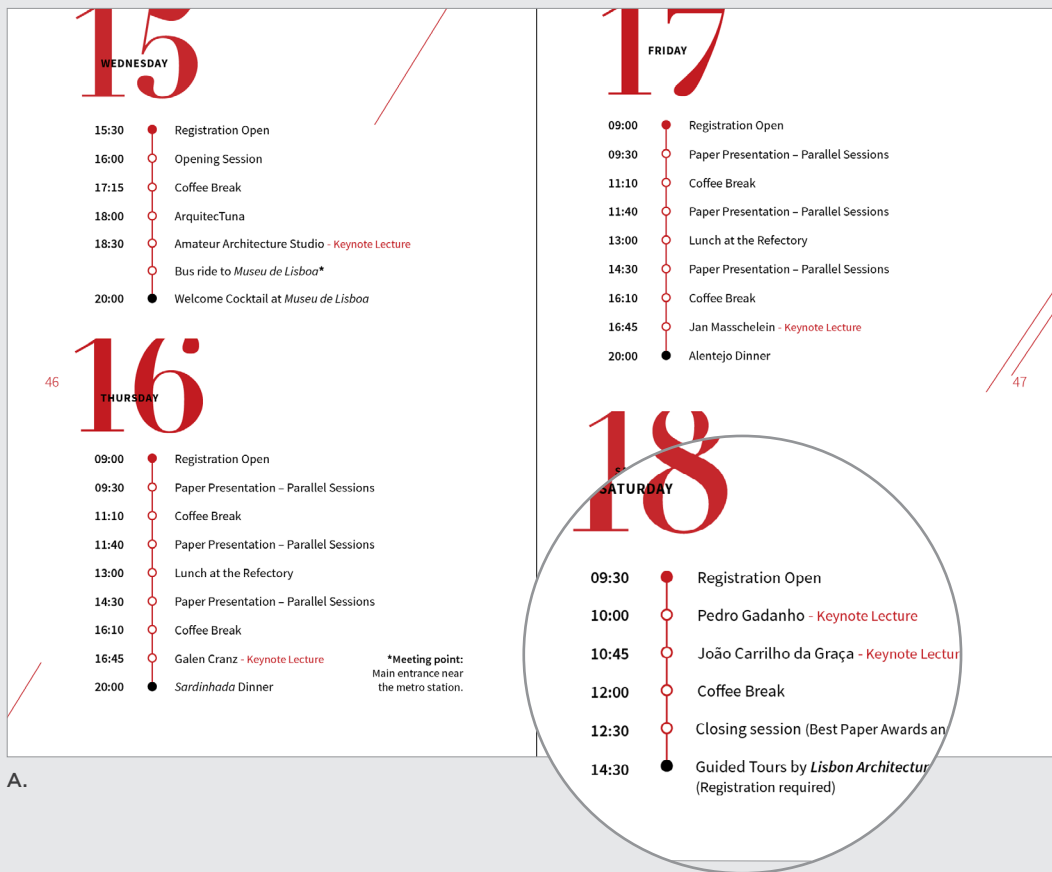 15
WEDNESDAY
15:30 Registration Open
16:00 Opening Session
17:15 Coffee Break
18:00 ArquitecTuna
18:30 Amateur Architecture Studio - Keynote Lecture
Bus ride to Museu de Lisboa*
20:00 Welcome Cocktail at Museu de Lisboa
46
16
THURSDAY
09:00 Registration Open
09:30 Paper Presentation – Parallel Sessions
11:10 Coffee Break
11:40 Paper Presentation – Parallel Sessions
13:00 Lunch at the Refectory
14:30 Paper Presentation – Parallel Sessions
16:10 Coffee Break
16:45 Galen Cranz - Keynote Lecture
20:00 Sardinhada Dinner
*Meeting point:
Main entrance near
the metro station.
17
FRIDAY
09:00 Registration Open
09:30 Paper Presentation – Parallel Sessions
11:10 Coffee Break
11:40 Paper Presentation – Parallel Sessions
13:00 Lunch at the Refectory
14:30 Paper Presentation – Parallel Sessions
16:10 Coffee Break
16:45 Jan Masschelein - Keynote Lecture
20:00 Alentejo Dinner
47
18
SATURDAY
09:30 Registration Open
10:00 Pedro Gadanho - Keynote Lecture
10:45 João Carrilho da Graça - Keynote Lectur
12:00 Coffee Break
12:30 Closing session (Best Paper Awards an
14:30 Guided Tours by Lisbon Architectur
(Registration required)
A.